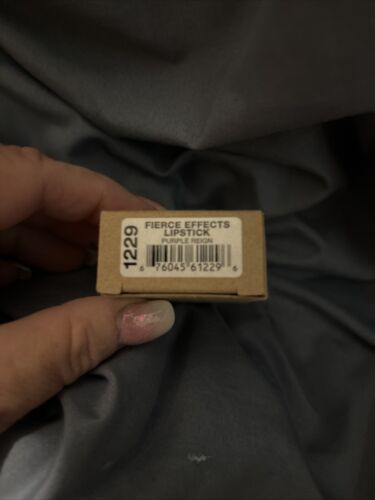 1229
FIERCE EFFECTS
LIPSTICK
PURPLE REIGN
6 76045 61229 6